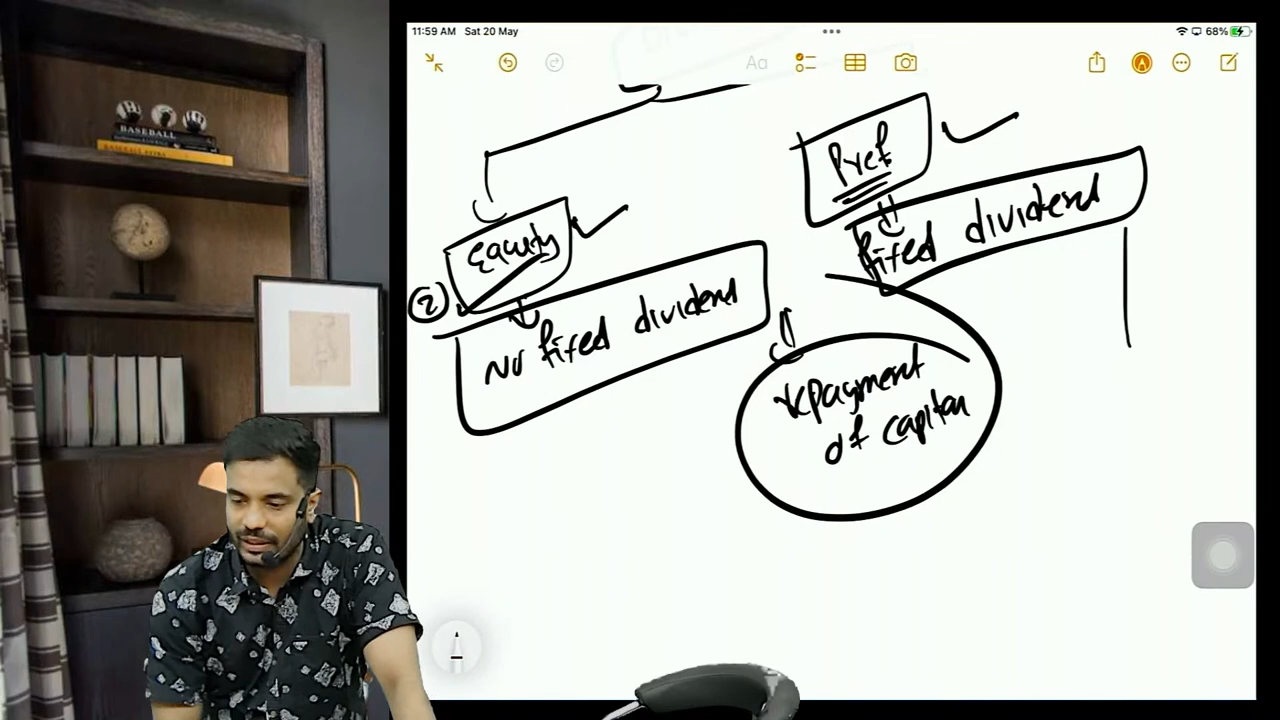 11:59 AM Sat 20 May
68%
Aa
Pref.
fixed dividend
equity
2
No fixed dividend
repayment
of capital
BASEBALL